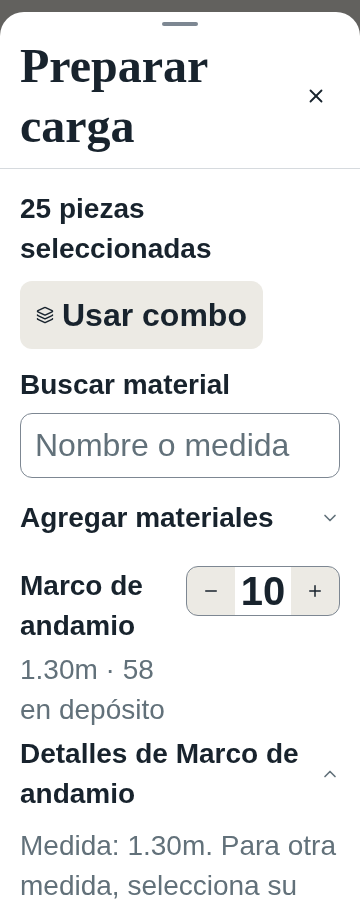 Preparar
carga
25 piezas
seleccionadas
Usar combo
Buscar material
Nombre o medida
Agregar materiales
Marco de
andamio
− 10 +
1.30m · 58
en depósito
Detalles de Marco de
andamio
Medida: 1.30m. Para otra
medida, selecciona su